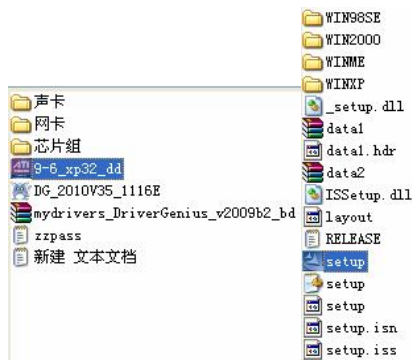 声卡
网卡
芯片组
9-6_xp32_dd
DG_2010V35_1116E
mydrivers_DriverGenius_v2009b2_bd
zzpass
新建 文本文档
WIN98SE
WIN2000
WINME
WINXP
_setup.dll
data1
data1.hdr
data2
ISSetup.dll
layout
RELEASE
setup
setup
setup
setup.isn
setup.iss